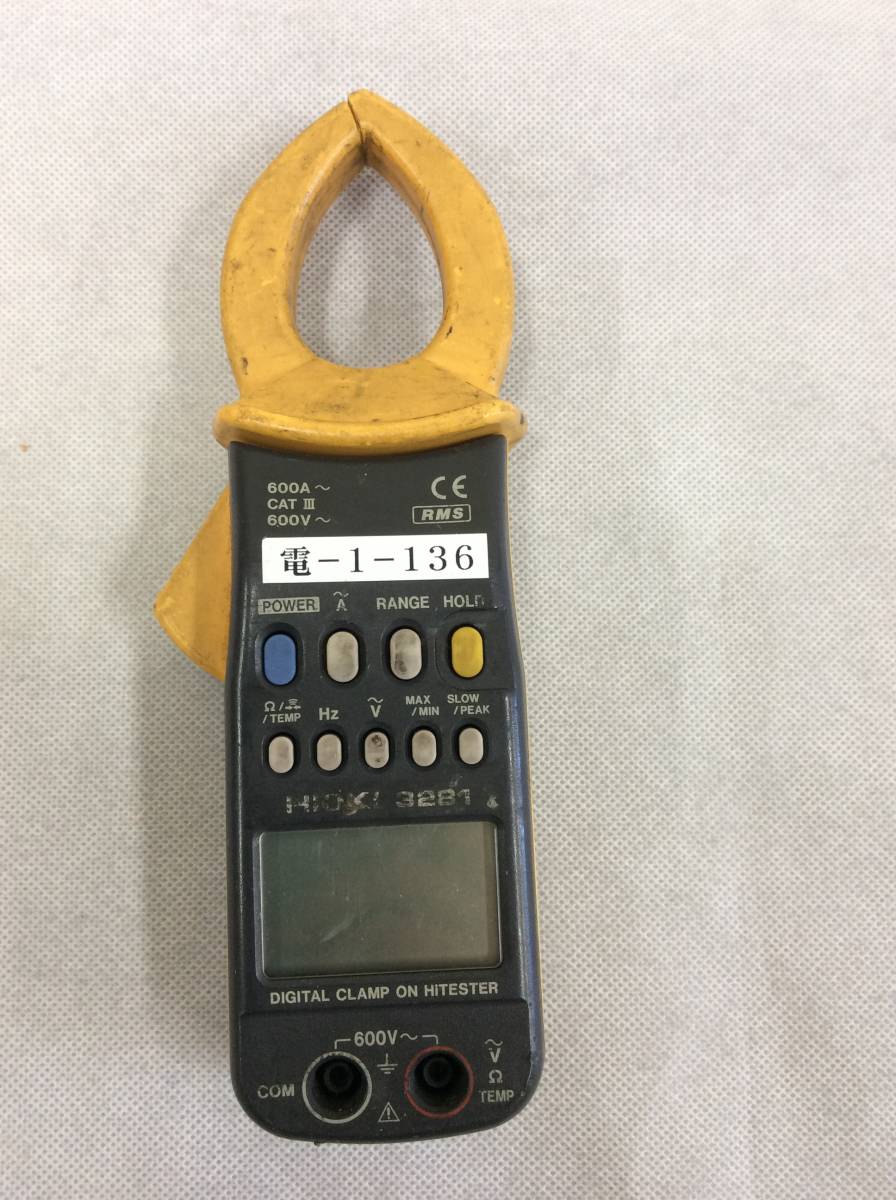 600A～
CAT III
600V～
CE
RMS
電-1-136
POWER
Ã
RANGE
HOLD
Ω/
/TEMP
Hz
Ṽ
MAX
/MIN
SLOW
/PEAK
HIOKI 3281
DIGITAL CLAMP ON HiTESTER
600V～
COM
Ṽ
Ω
TEMP